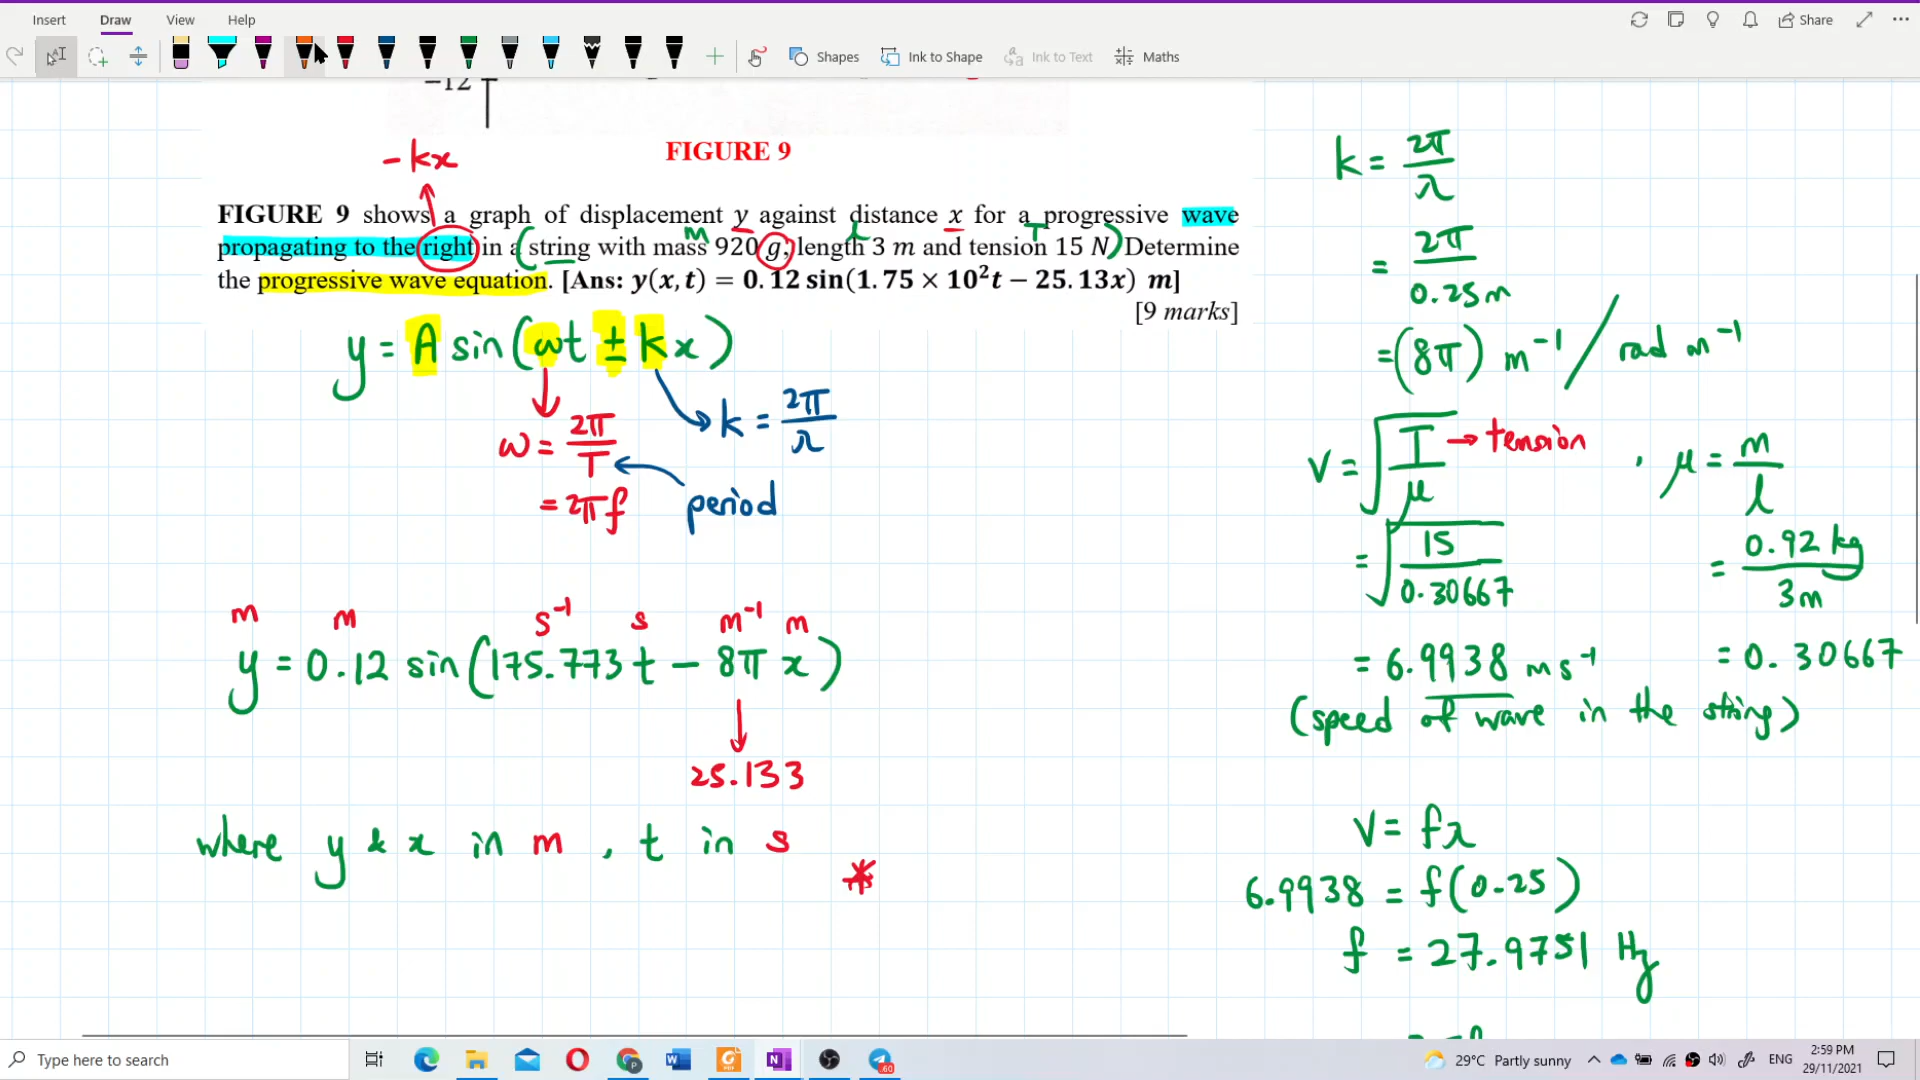 Insert Draw View Help
Share
Shapes Ink to Shape Ink to Text Maths
−12
FIGURE 9
−kx
FIGURE 9 shows a graph of displacement y against distance x for a progressive wave
m l T
propagating to the right in a (string with mass 920 g, length 3 m and tension 15 N) Determine
the progressive wave equation. [Ans: y(x, t) = 0.12 sin(1.75 × 10²t − 25.13x) m]
[9 marks]
y = A sin(ωt ± kx)
ω = 2π/T
= 2πf
period
k = 2π/λ
m m s⁻¹ s m⁻¹ m
y = 0.12 sin(175.773t − 8πx)
25.133
where y & x in m, t in s
k = 2π/λ
= 2π/0.25m
= (8π) m⁻¹ / rad m⁻¹
v = √(T/μ) → tension , μ = m/l
= √(15/0.30667) = 0.92 kg/3m
= 6.9938 ms⁻¹ = 0.30667
(speed of wave in the string)
v = fλ
6.9938 = f(0.25)
f = 27.9751 Hz
Type here to search
60
29°C Partly sunny
ENG
2:59 PM
29/11/2021